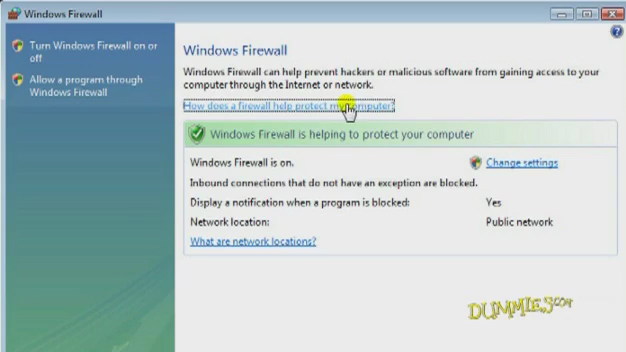 Windows Firewall
Turn Windows Firewall on or
off
Allow a program through
Windows Firewall
Windows Firewall
Windows Firewall can help prevent hackers or malicious software from gaining access to your
computer through the Internet or network.
How does a firewall help protect my computer?
Windows Firewall is helping to protect your computer
Windows Firewall is on.
Change settings
Inbound connections that do not have an exception are blocked.
Display a notification when a program is blocked: Yes
Network location: Public network
What are network locations?
DUMMIES.COM